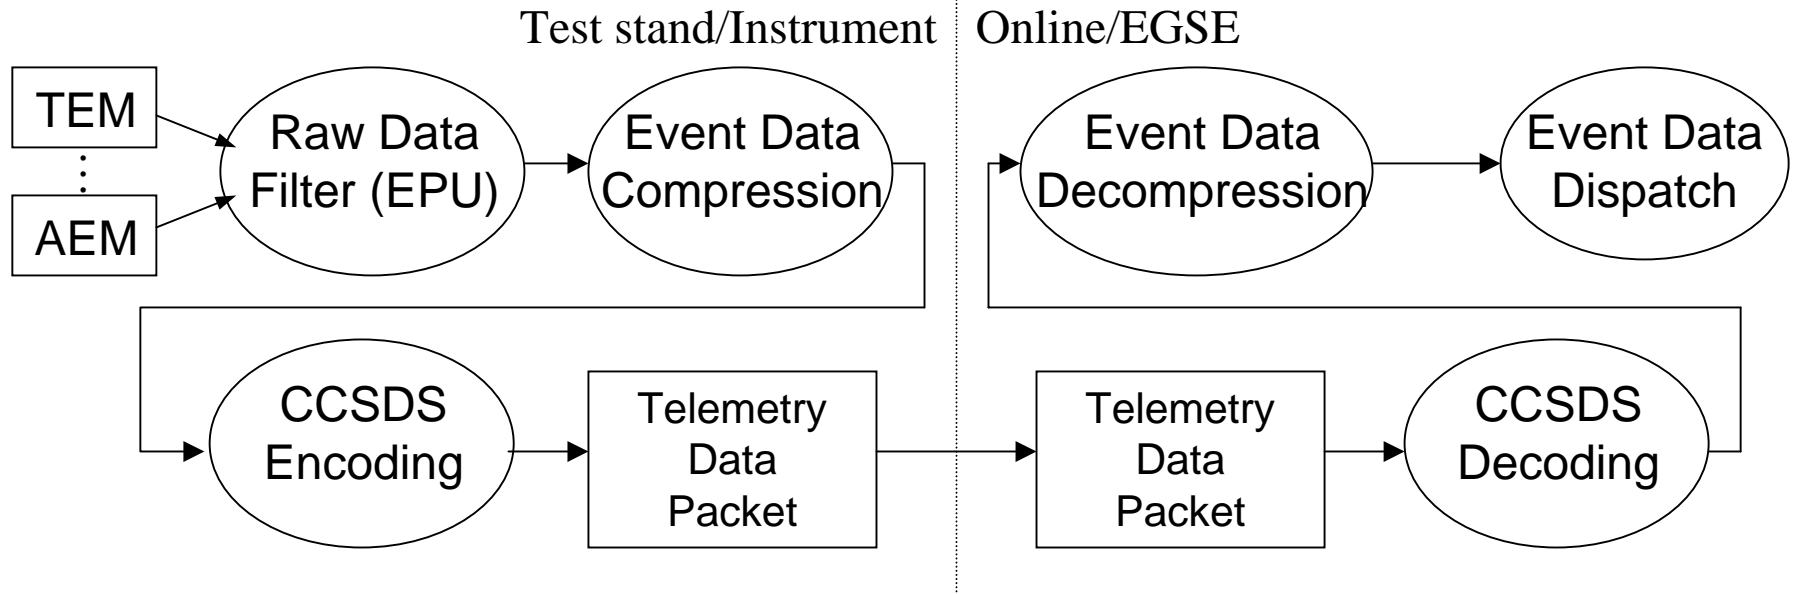 Test stand/Instrument
Online/EGSE
TEM
AEM
Raw Data
Filter (EPU)
Event Data
Compression
Event Data
Decompression
Event Data
Dispatch
CCSDS
Encoding
Telemetry
Data
Packet
Telemetry
Data
Packet
CCSDS
Decoding